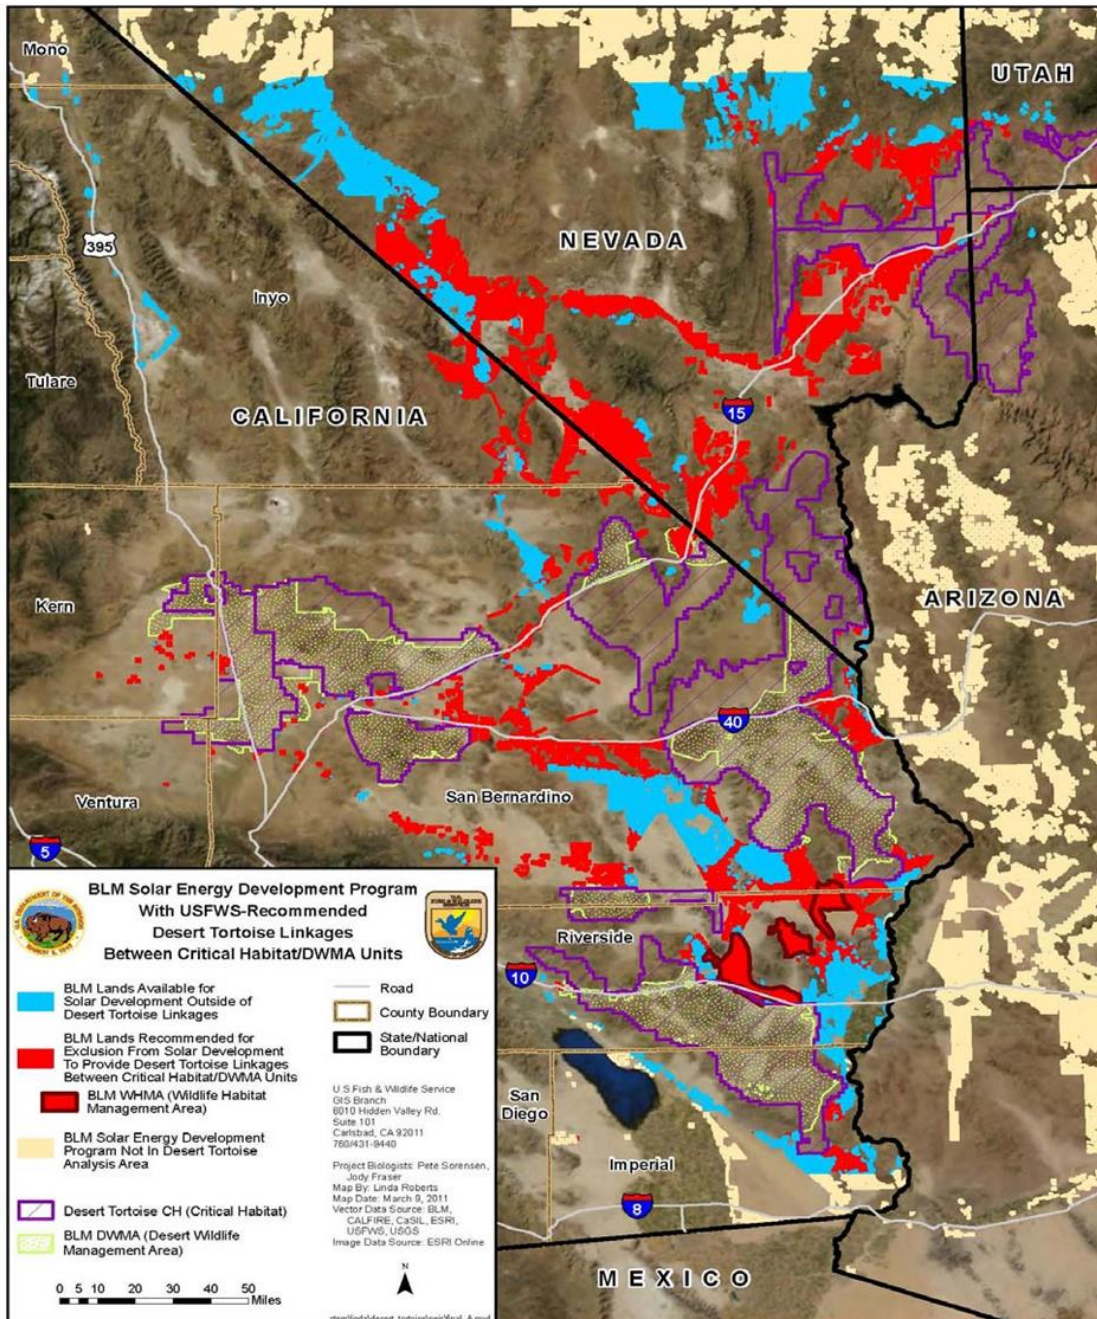 Mono
UTAH
NEVADA
395
Inyo
Tulare
CALIFORNIA
15
Kern
ARIZONA
40
Ventura
San Bernardino
5
Riverside
10
San
Diego
Imperial
8
MEXICO
BLM Solar Energy Development Program
With USFWS-Recommended
Desert Tortoise Linkages
Between Critical Habitat/DWMA Units
BLM Lands Available for
Solar Development Outside of
Desert Tortoise Linkages
BLM Lands Recommended for
Exclusion From Solar Development
To Provide Desert Tortoise Linkages
Between Critical Habitat/DWMA Units
BLM WHMA (Wildlife Habitat
Management Area)
BLM Solar Energy Development
Program Not In Desert Tortoise
Analysis Area
Desert Tortoise CH (Critical Habitat)
BLM DWMA (Desert Wildlife
Management Area)
0 5 10 20 30 40 50
Miles
Road
County Boundary
State/National
Boundary
U.S.Fish & Wildlife Service
GIS Branch
6010 Hidden Valley Rd.
Suite 101
Carlsbad, CA 92011
760/431-9440
Project Biologists: Pete Sorensen,
Jody Fraser
Map By: Linda Roberts
Map Date: March 9, 2011
Vector Data Source: BLM,
CALFIRE, CaSIL, ESRI,
USFWS, USGS
Image Data Source: ESRI Online
N